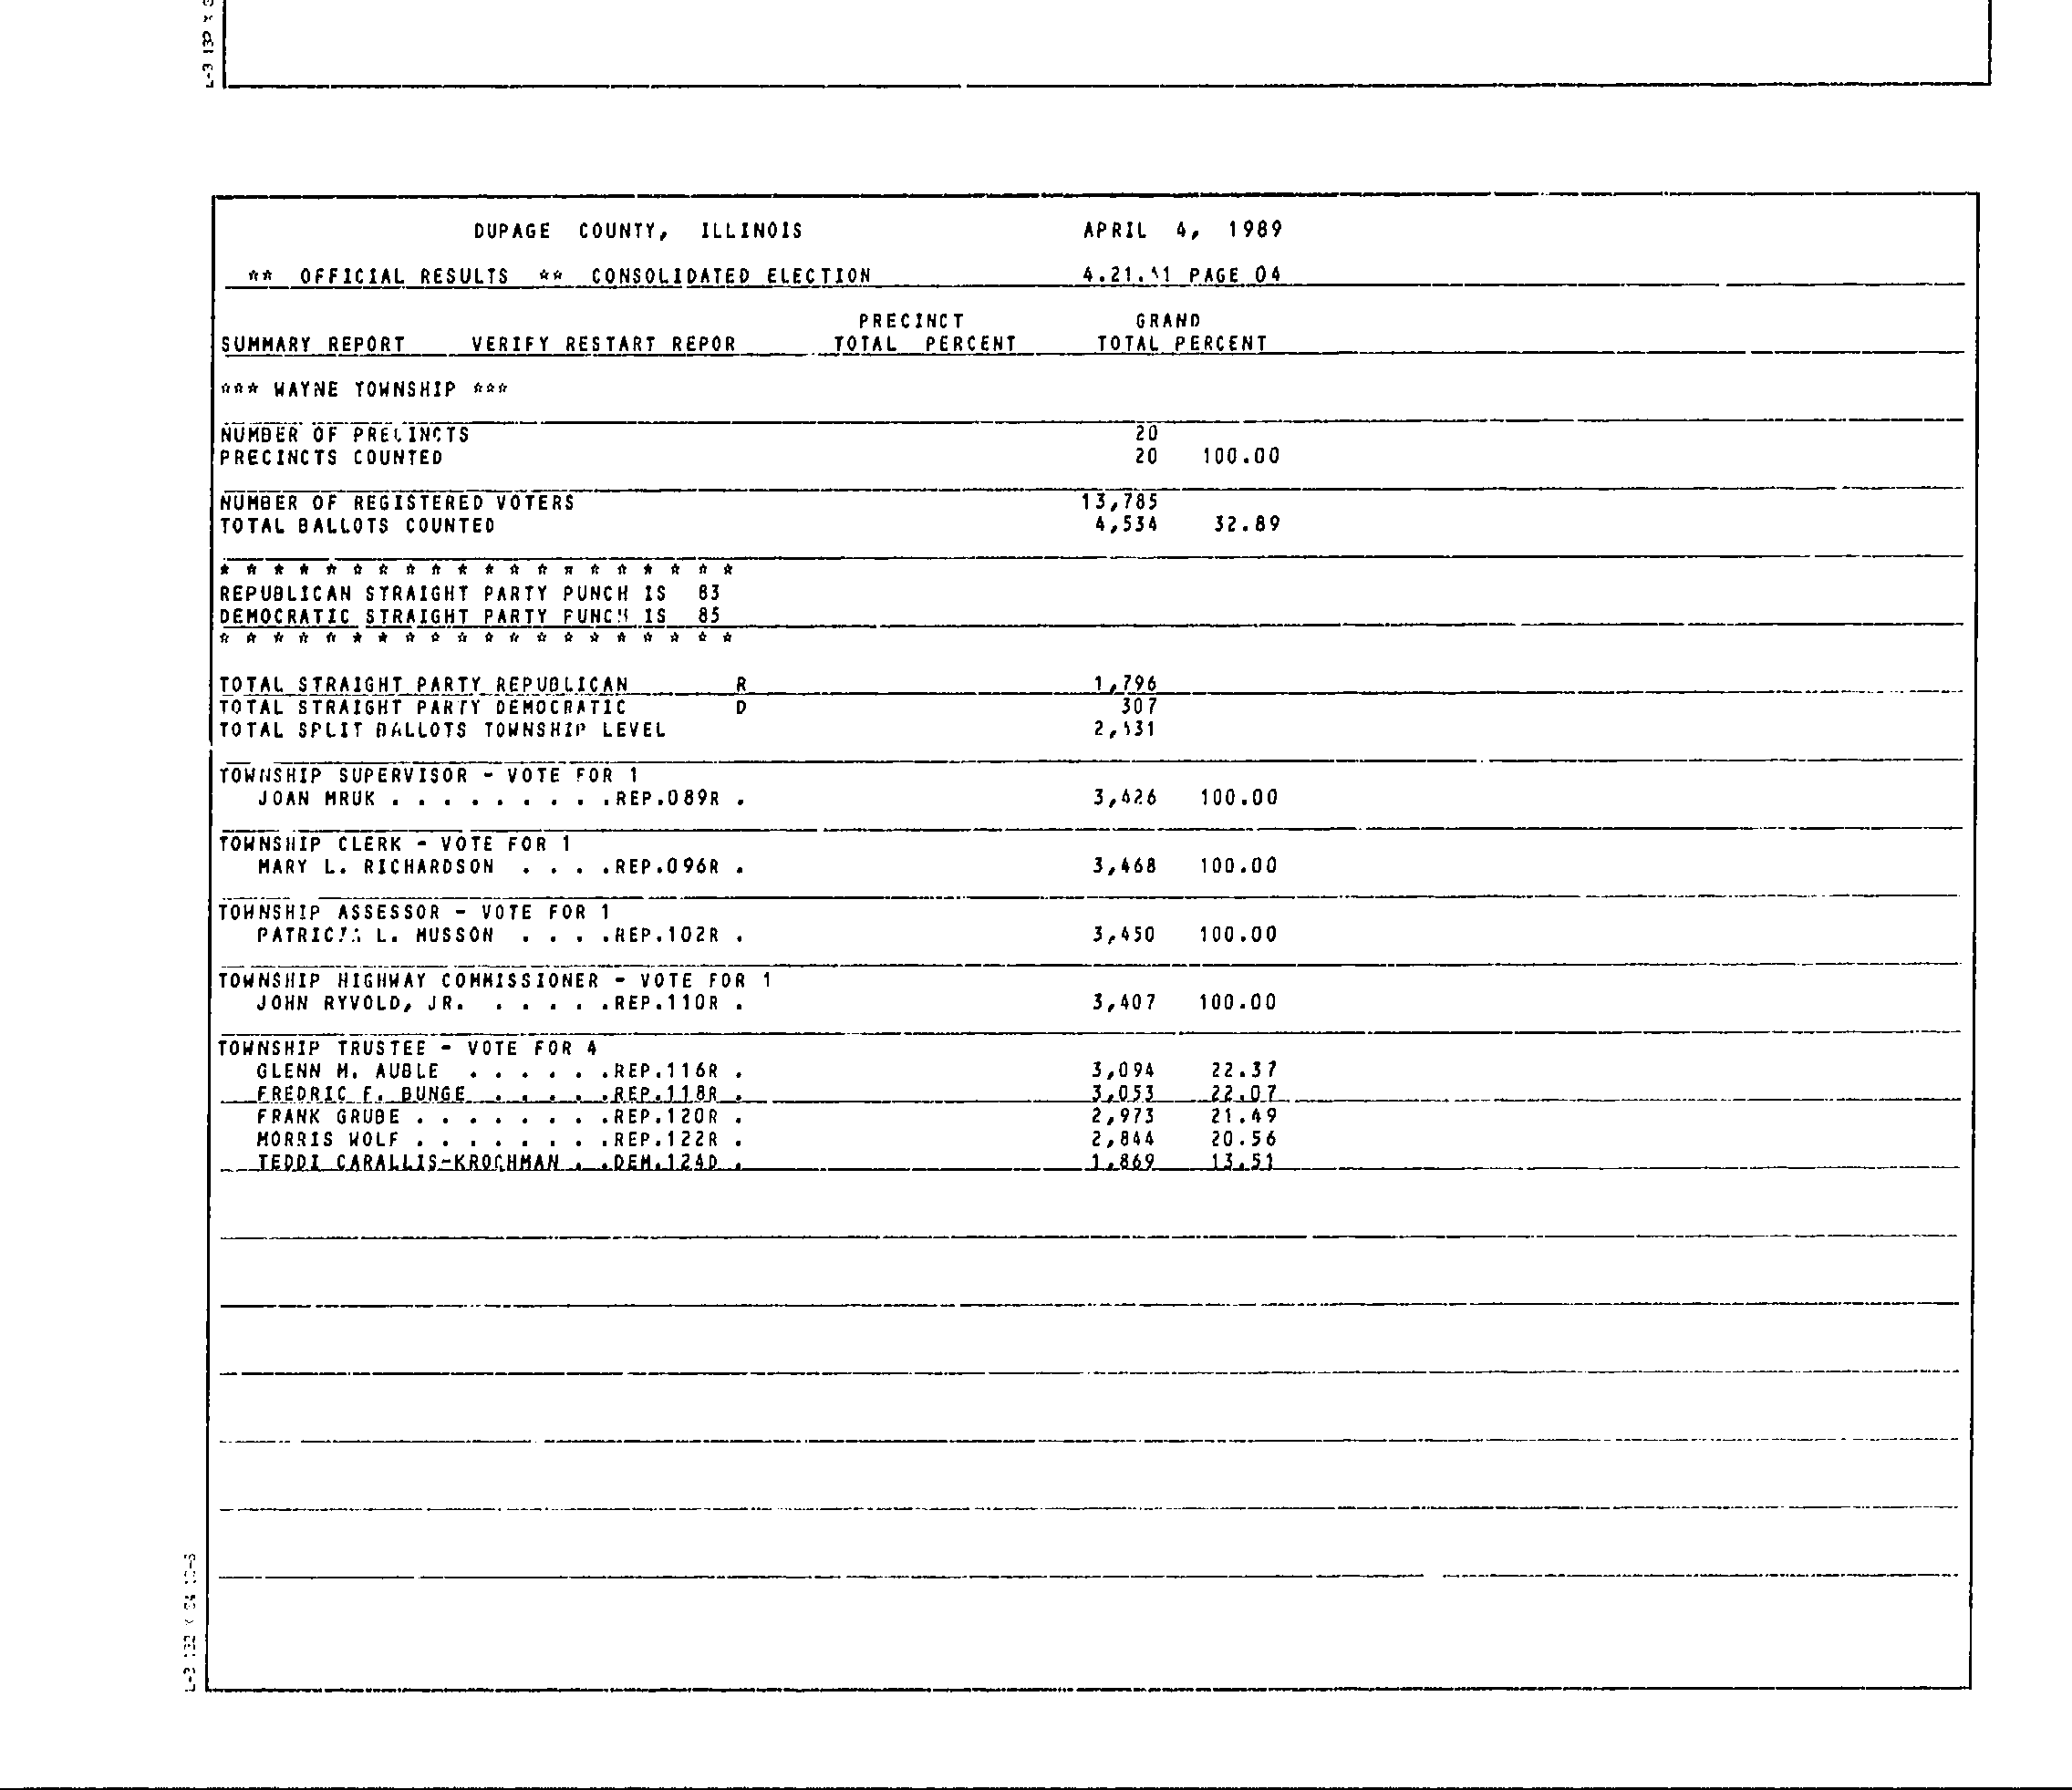 DUPAGE COUNTY, ILLINOIS APRIL 4, 1989
** OFFICIAL RESULTS ** CONSOLIDATED ELECTION PAGE 04
PRECINCT GRAND
SUMMARY REPORT VERIFY RESTART REPOR TOTAL PERCENT TOTAL PERCENT
*** WAYNE TOWNSHIP ***
NUMBER OF PRECINCTS 20
PRECINCTS COUNTED 20 100.00
NUMBER OF REGISTERED VOTERS 13,785
TOTAL BALLOTS COUNTED 4,534 32.89
* * * * * * * * * * * * * * * * * * * *
REPUBLICAN STRAIGHT PARTY PUNCH IS 83
DEMOCRATIC STRAIGHT PARTY PUNCH IS 85
* * * * * * * * * * * * * * * * * * * *
TOTAL STRAIGHT PARTY REPUBLICAN R 1,796
TOTAL STRAIGHT PARTY DEMOCRATIC D 307
TOTAL SPLIT BALLOTS TOWNSHIP LEVEL
TOWNSHIP SUPERVISOR - VOTE FOR 1
JOAN MRUK . . . . . . . . .REP.089R . 3,426 100.00
TOWNSHIP CLERK - VOTE FOR 1
MARY L. RICHARDSON . . . .REP.096R . 3,468 100.00
TOWNSHIP ASSESSOR - VOTE FOR 1
PATRICIA L. MUSSON . . . .REP.102R . 3,450 100.00
TOWNSHIP HIGHWAY COMMISSIONER - VOTE FOR 1
JOHN RYVOLD, JR. . . . . .REP.110R . 3,407 100.00
TOWNSHIP TRUSTEE - VOTE FOR 4
GLENN M. AUBLE . . . . . .REP.116R . 3,094 22.37
FREDRIC F. BUNGE . . . . .REP.118R . 3,053 22.07
FRANK GRUBE . . . . . . . .REP.120R . 2,973 21.49
MORRIS WOLF . . . . . . . .REP.122R . 2,844 20.56
TEDDI CARALLIS-KROCHMAN . .DEM.124D . 1,869 13.51